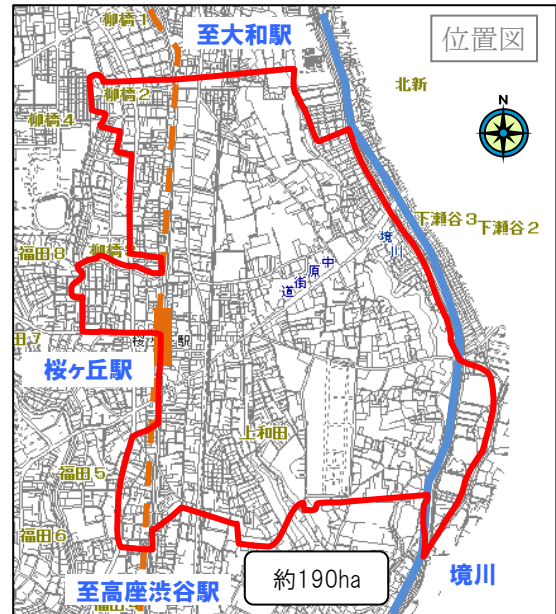 柳橋1
至大和駅
位置図
北新
柳橋2
N
柳橋4
下瀬谷3
下瀬谷2
境川
中原街道
福田8
田7
桜ヶ丘駅
上和田
福田5
福田6
約190ha
境川
至高座渋谷駅